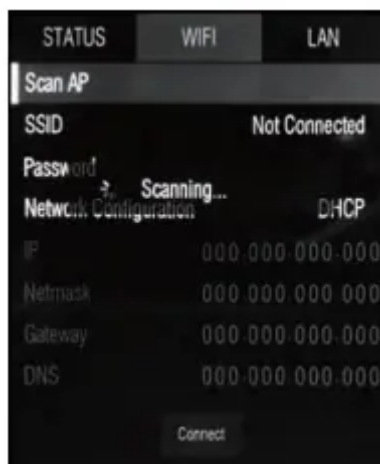 STATUS WIFI LAN
Scan AP
SSID Not Connected
Password
Scanning...
Network Configuration DHCP
IP 000.000.000.000
Netmask 000.000.000.000
Gateway 000.000.000.000
DNS 000.000.000.000
Connect